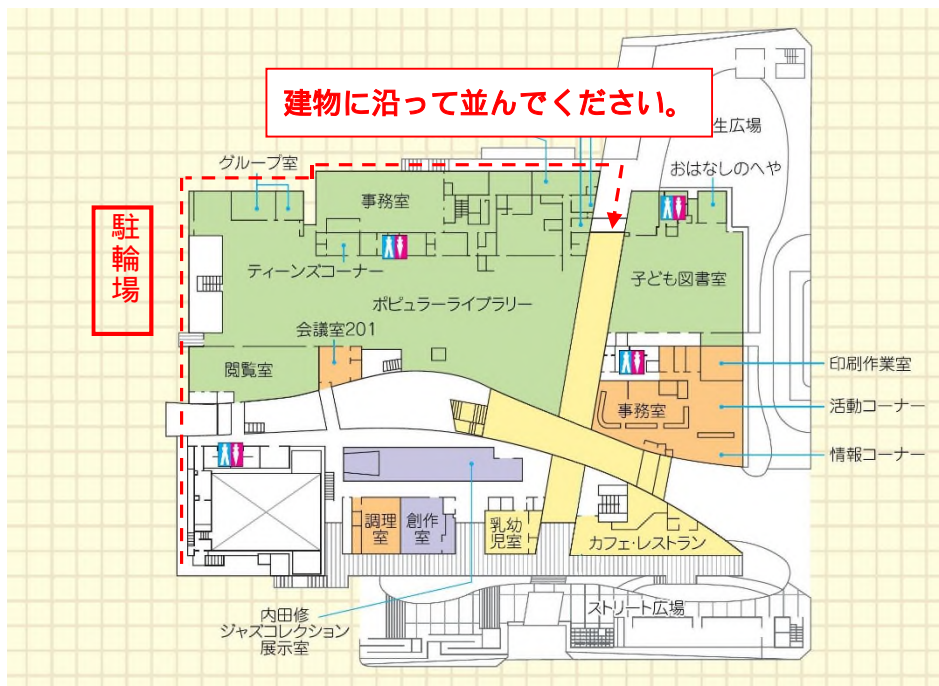 建物に沿って並んでください。
生広場
グループ室
おはなしのへや
事務室
駐輪場
ティーンズコーナー
子ども図書室
ポピュラーライブラリー
会議室201
閲覧室
印刷作業室
事務室
活動コーナー
情報コーナー
調理
室
創作
室
乳幼
児室
カフェ・レストラン
内田修
ジャズコレクション
展示室
ストリート広場